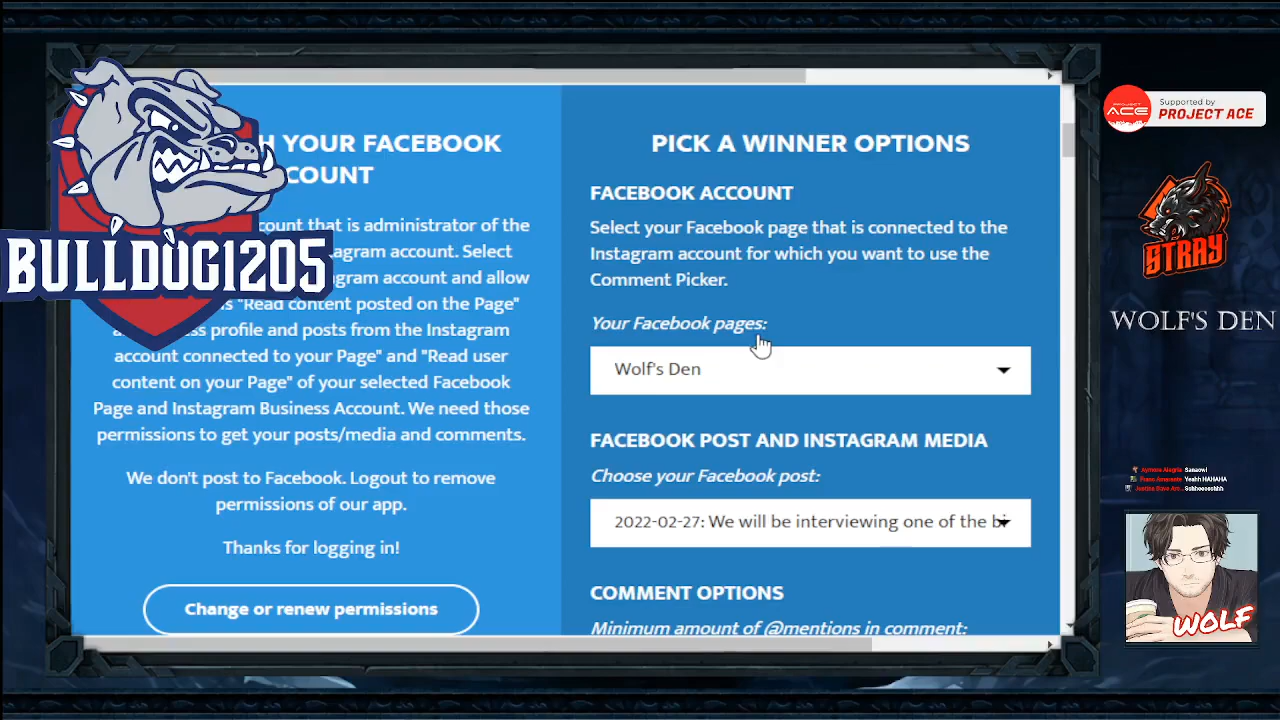 H YOUR FACEBOOK
COUNT
count that is administrator of the
agram account. Select
gram account and allow
s "Read content posted on the Page"
ss profile and posts from the Instagram
account connected to your Page" and "Read user
content on your Page" of your selected Facebook
Page and Instagram Business Account. We need those
permissions to get your posts/media and comments.
We don't post to Facebook. Logout to remove
permissions of our app.
Thanks for logging in!
Change or renew permissions
BULLDOG1205
PICK A WINNER OPTIONS
FACEBOOK ACCOUNT
Select your Facebook page that is connected to the
Instagram account for which you want to use the
Comment Picker.
Your Facebook pages:
Wolf's Den
FACEBOOK POST AND INSTAGRAM MEDIA
Choose your Facebook post:
2022-02-27: We will be interviewing one of the bi
COMMENT OPTIONS
Minimum amount of @mentions in comment:
PROJECT
ACE
Supported by
PROJECT ACE
STRAY
WOLF'S DEN
Sanaowl
Yeahh HAHAHA
WOLF